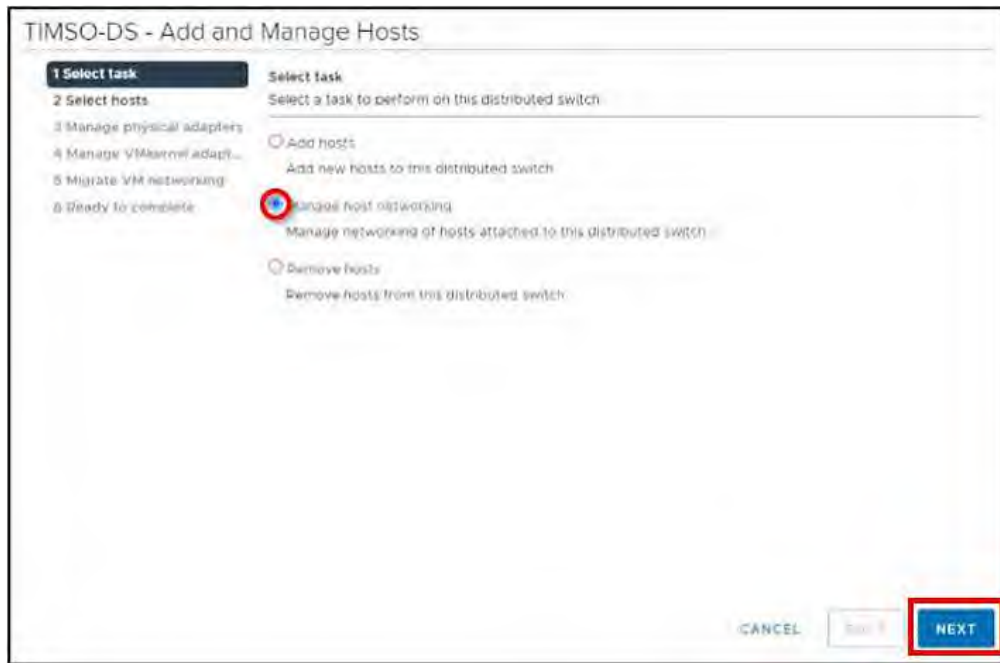 TIMSO-DS - Add and Manage Hosts
1 Select task
2 Select hosts
3 Manage physical adapters
4 Manage VMkernel adapt...
5 Migrate VM networking
6 Ready to complete
Select task
Select a task to perform on this distributed switch.
Add hosts
Add new hosts to this distributed switch.
Manage host networking
Manage networking of hosts attached to this distributed switch.
Remove hosts
Remove hosts from this distributed switch.
CANCEL
BACK
NEXT